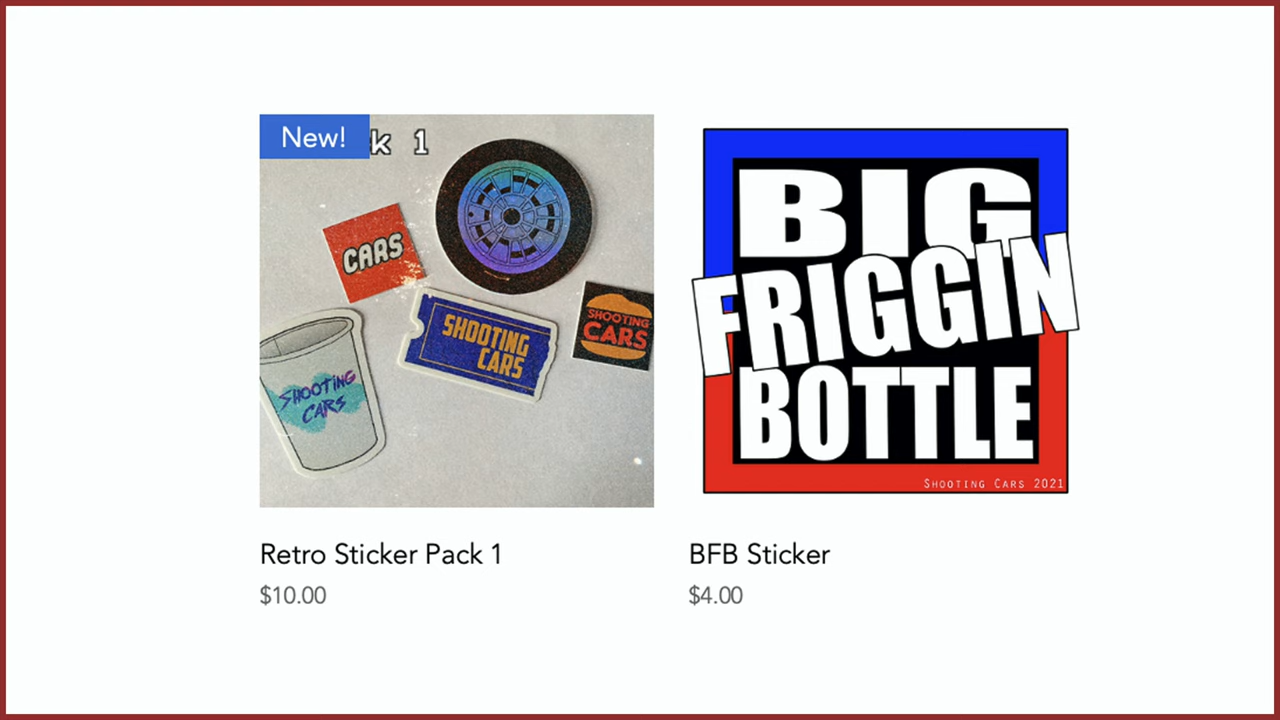 New!
k 1
CARS
SHOOTING
CARS
SHOOTING
CARS
SHOOTING
CARS
BIG
FRIGGIN
BOTTLE
SHOOTING CARS 2021
Retro Sticker Pack 1
BFB Sticker
$10.00
$4.00